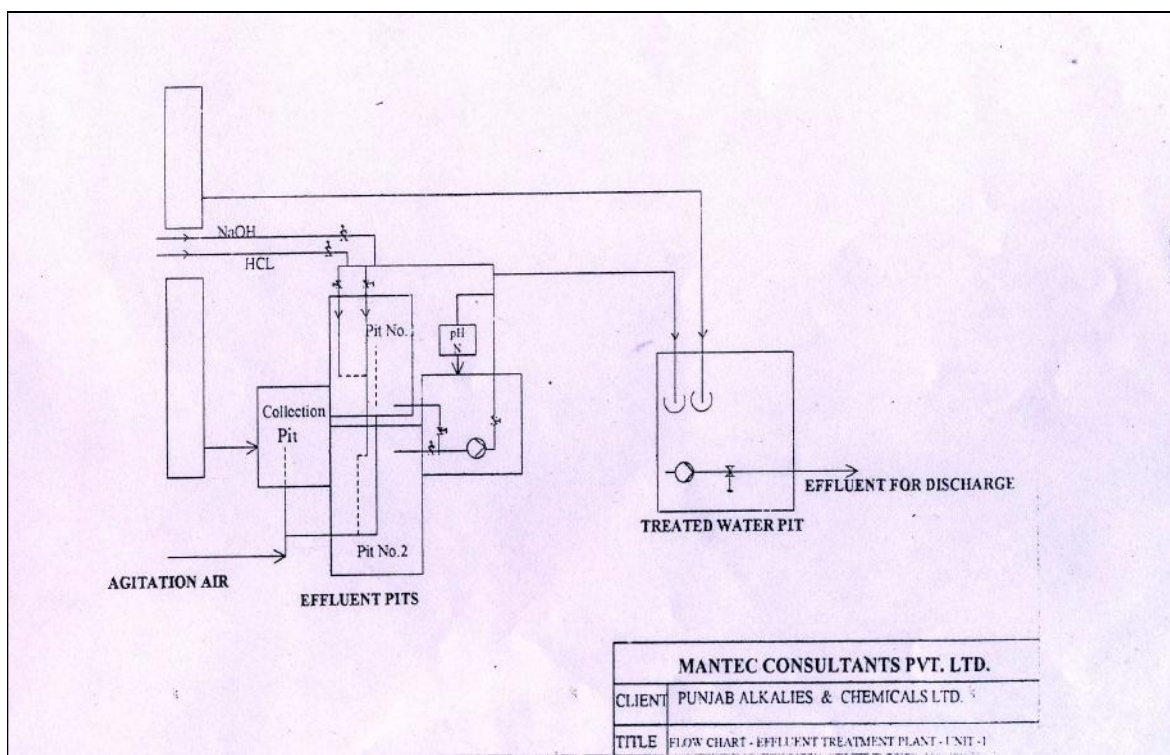 NaOH
HCL
Pit No.
pH
N
Collection
Pit
Pit No.2
AGITATION AIR
EFFLUENT PITS
TREATED WATER PIT
EFFLUENT FOR DISCHARGE
MANTEC CONSULTANTS PVT. LTD.
CLIENT PUNJAB ALKALIES & CHEMICALS LTD.
TITLE FLOW CHART - EFFLUENT TREATMENT PLANT - UNIT -I